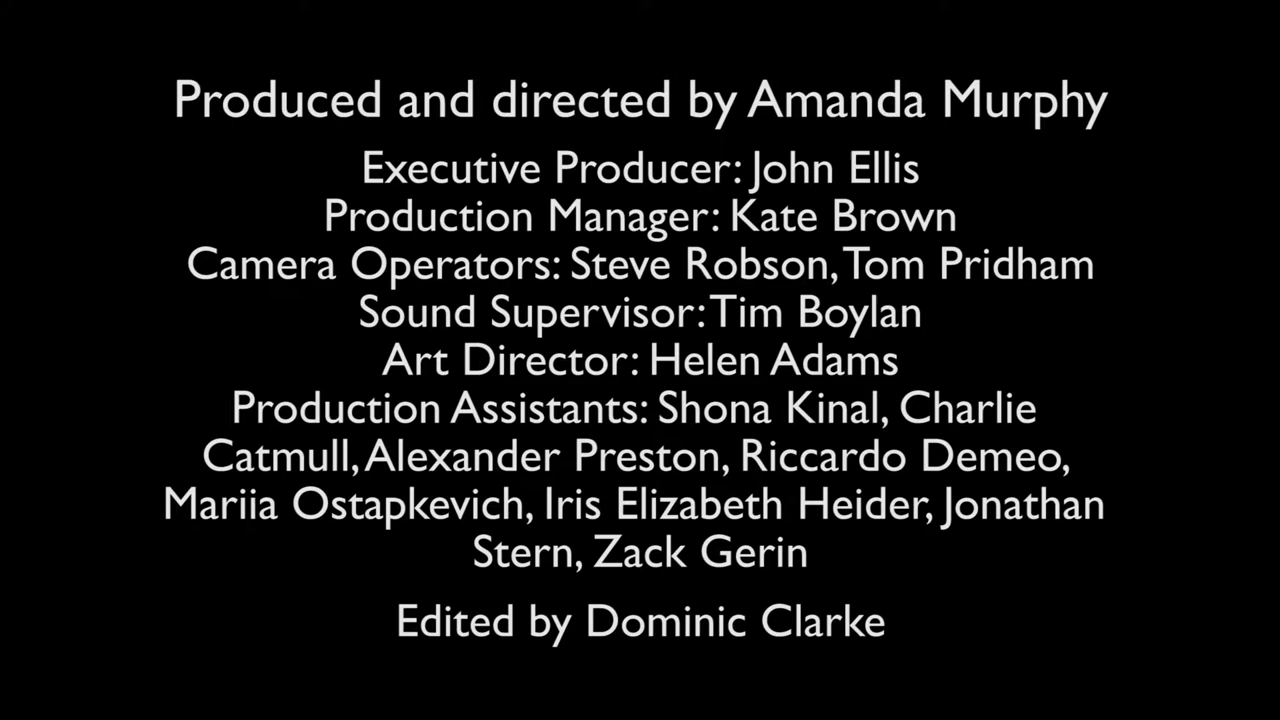 Produced and directed by Amanda Murphy
Executive Producer: John Ellis
Production Manager: Kate Brown
Camera Operators: Steve Robson, Tom Pridham
Sound Supervisor: Tim Boylan
Art Director: Helen Adams
Production Assistants: Shona Kinal, Charlie
Catmull, Alexander Preston, Riccardo Demeo,
Mariia Ostapkevich, Iris Elizabeth Heider, Jonathan
Stern, Zack Gerin
Edited by Dominic Clarke